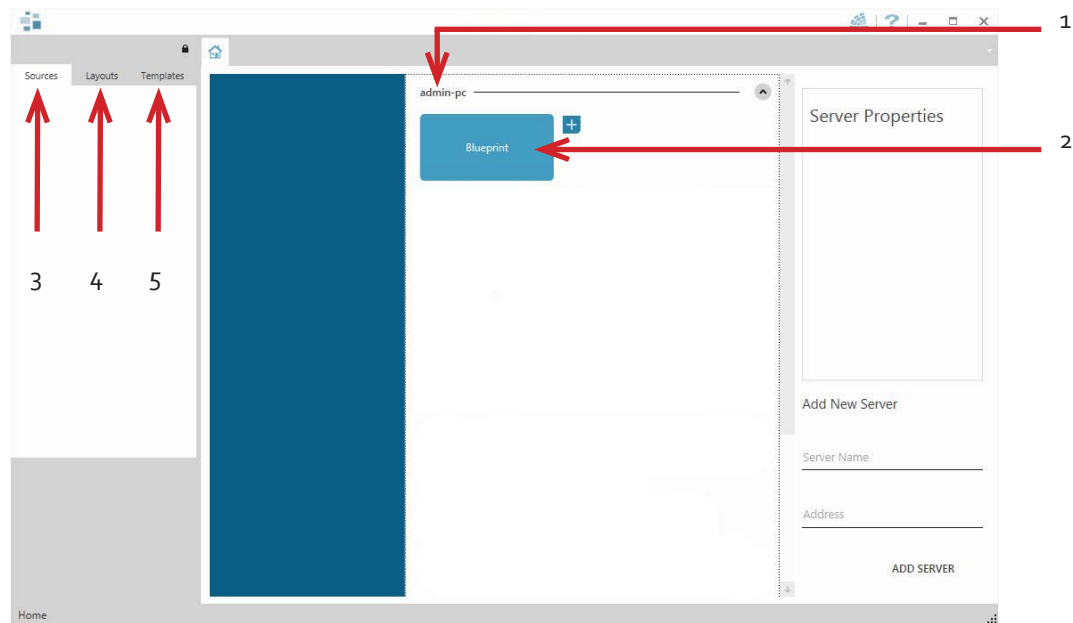 ?
1
Sources
Layouts
Templates
admin-pc
Blueprint
2
Server Properties
3
4
5
Add New Server
Server Name
Address
ADD SERVER
Home